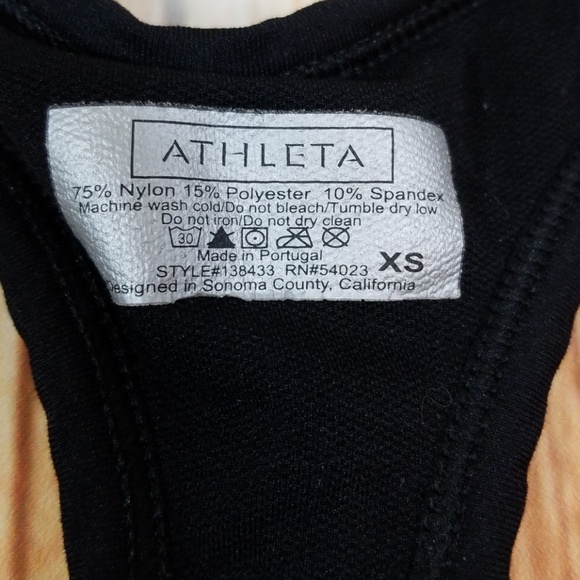 ATHLETA
75% Nylon 15% Polyester 10% Spandex
Machine wash cold/Do not bleach/Tumble dry low
Do not iron/Do not dry clean
30
Made in Portugal
STYLE#138433 RN#54023 XS
Designed in Sonoma County, California